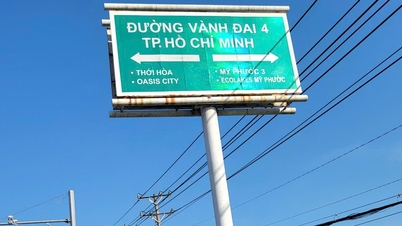 ĐƯỜNG VÀNH ĐAI 4
TP. HỒ CHÍ MINH
• THỚI HÒA
• OASIS CITY
• MỸ PHƯỚC 3
• ECOLAKES MỸ PHƯỚC